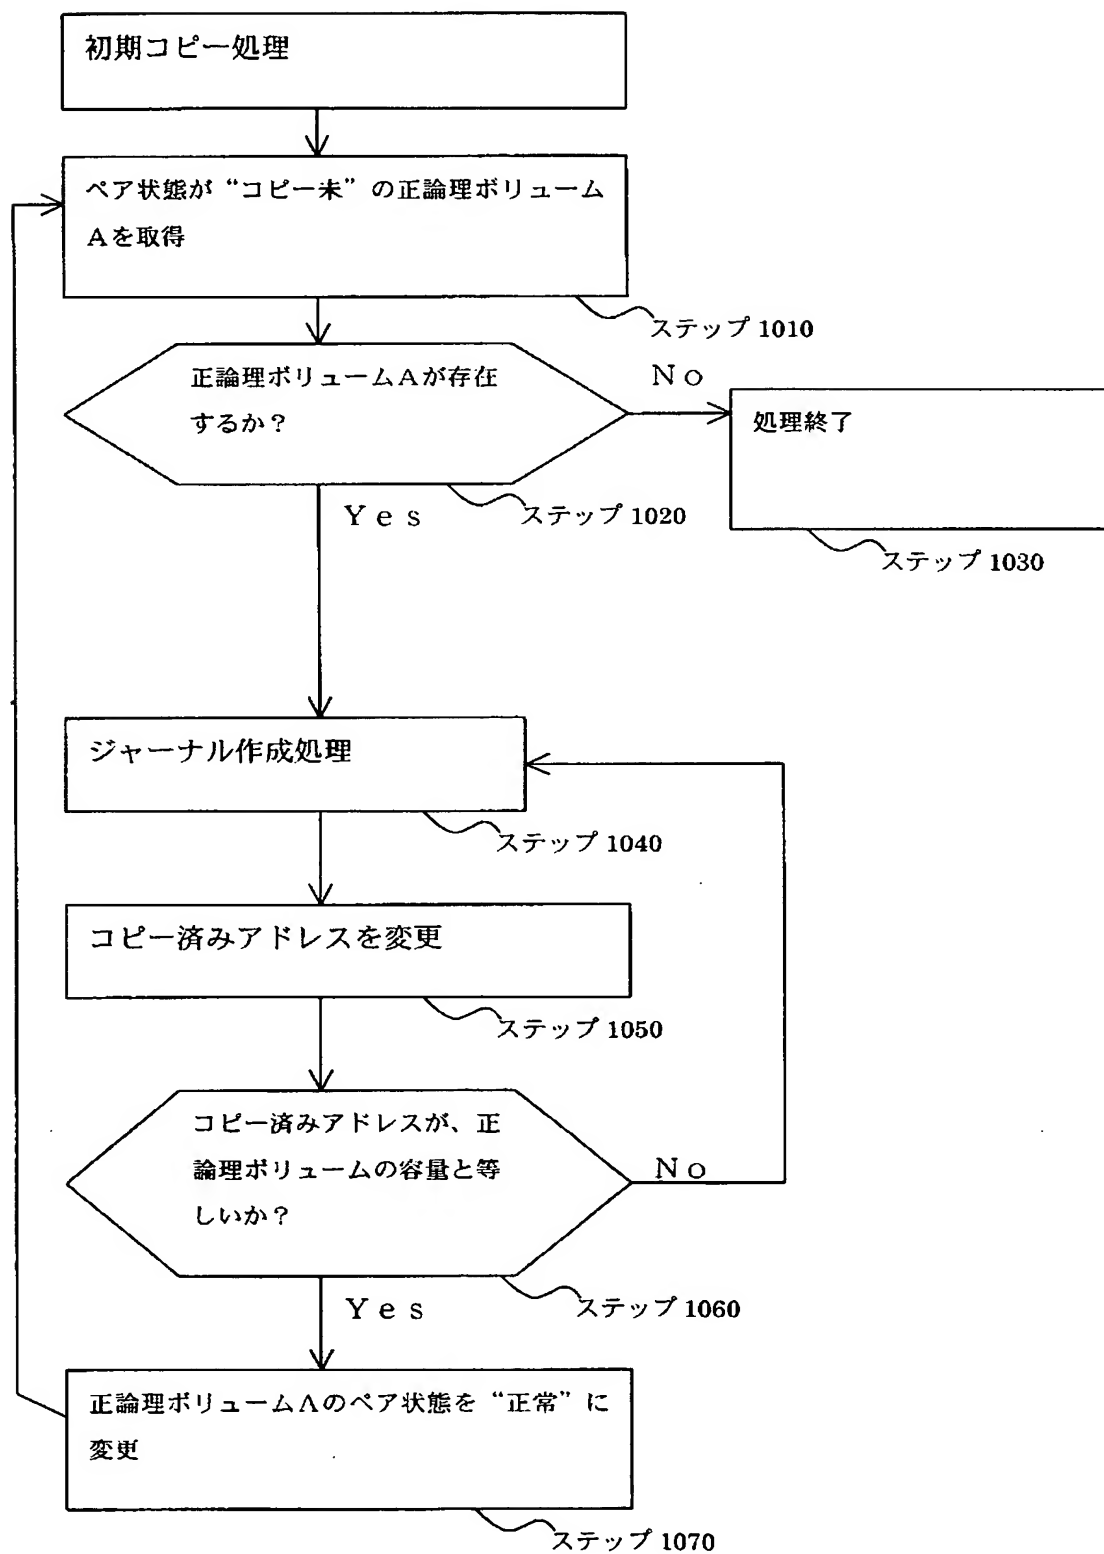 初期コピー処理
ペア状態が“コピー未”の正論理ボリューム
Aを取得
ステップ 1010
正論理ボリュームAが存在
するか？
No
処理終了
Yes
ステップ 1020
ステップ 1030
ジャーナル作成処理
ステップ 1040
コピー済みアドレスを変更
ステップ 1050
コピー済みアドレスが、正
論理ボリュームの容量と等
しいか？
No
ステップ 1060
Yes
正論理ボリュームAのペア状態を“正常”に
変更
ステップ 1070